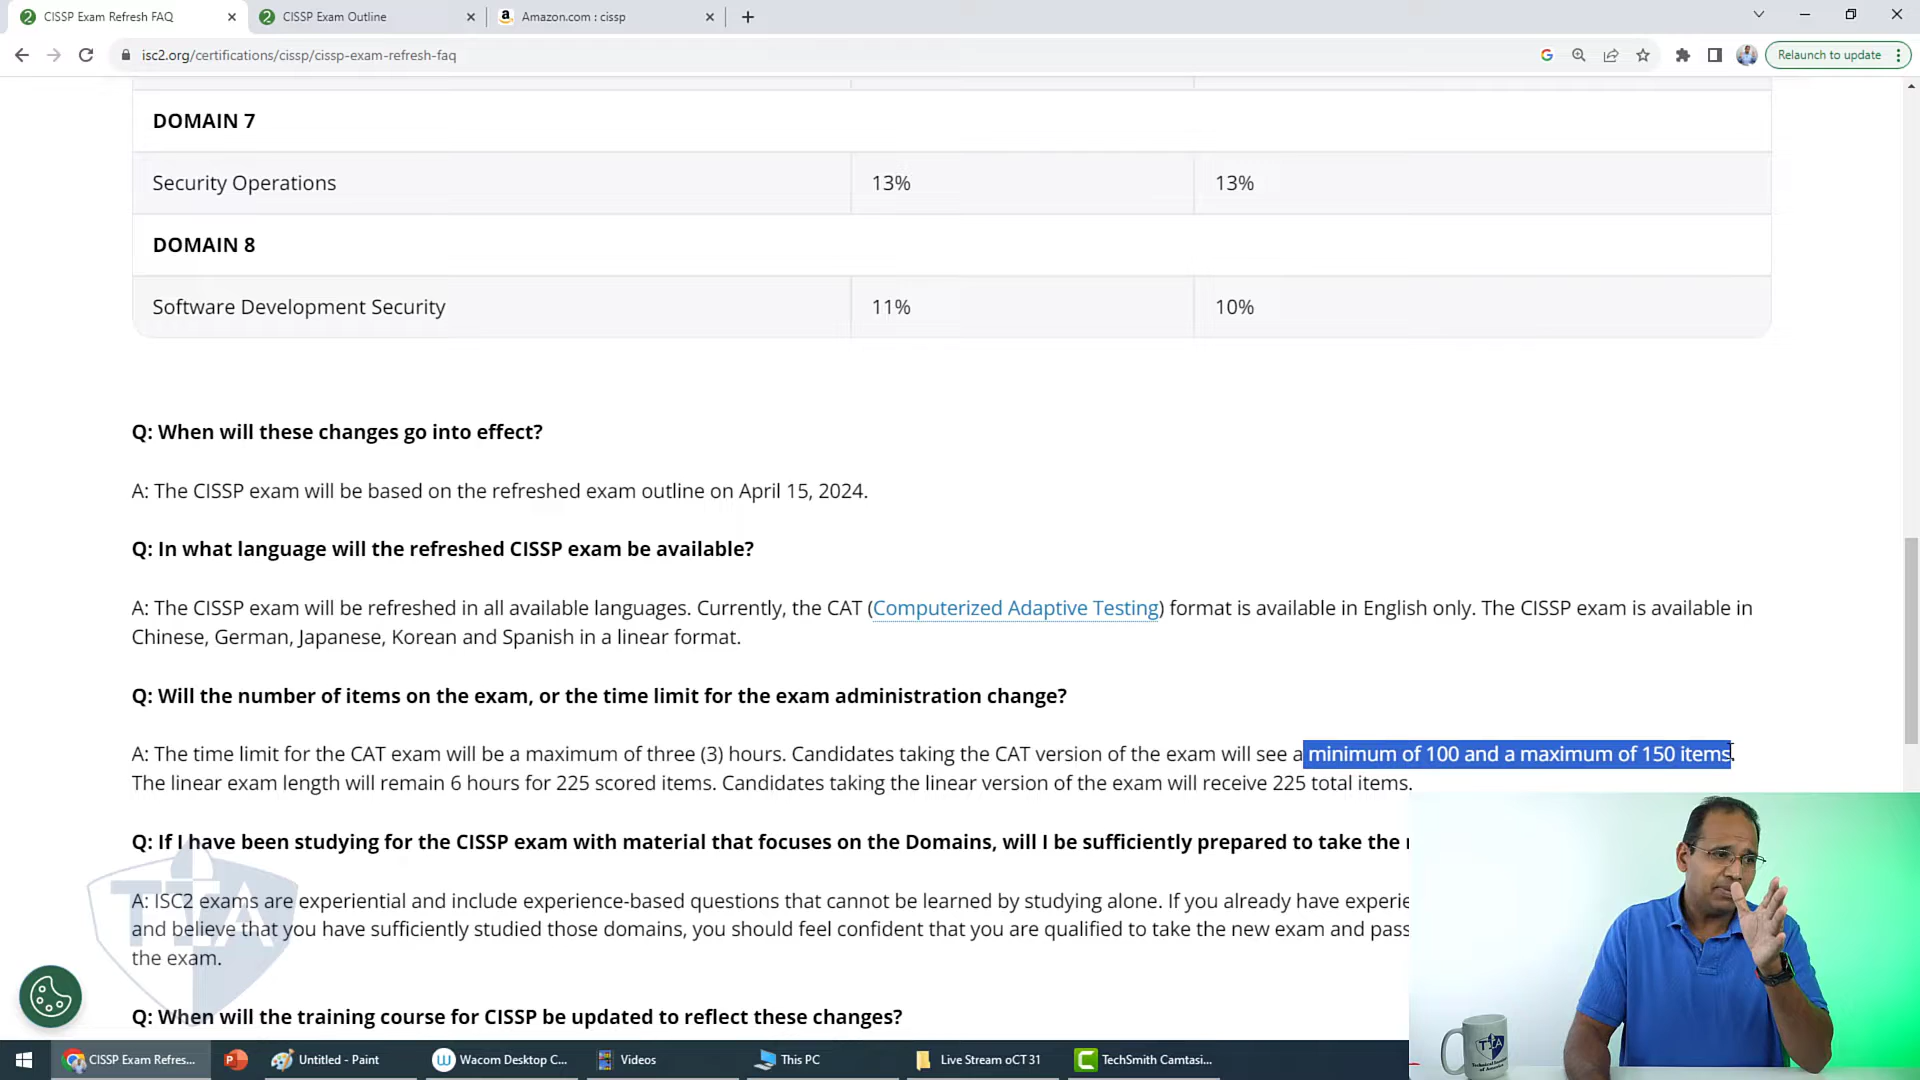 CISSP Exam Refresh FAQ
CISSP Exam Outline
Amazon.com : cissp
isc2.org/certifications/cissp/cissp-exam-refresh-faq
Relaunch to update
DOMAIN 7
Security Operations 13% 13%
DOMAIN 8
Software Development Security 11% 10%
Q: When will these changes go into effect?
A: The CISSP exam will be based on the refreshed exam outline on April 15, 2024.
Q: In what language will the refreshed CISSP exam be available?
A: The CISSP exam will be refreshed in all available languages. Currently, the CAT (Computerized Adaptive Testing) format is available in English only. The CISSP exam is available in
Chinese, German, Japanese, Korean and Spanish in a linear format.
Q: Will the number of items on the exam, or the time limit for the exam administration change?
A: The time limit for the CAT exam will be a maximum of three (3) hours. Candidates taking the CAT version of the exam will see a minimum of 100 and a maximum of 150 items.
The linear exam length will remain 6 hours for 225 scored items. Candidates taking the linear version of the exam will receive 225 total items.
Q: If I have been studying for the CISSP exam with material that focuses on the Domains, will I be sufficiently prepared to take the
A: ISC2 exams are experiential and include experience-based questions that cannot be learned by studying alone. If you already have experie
and believe that you have sufficiently studied those domains, you should feel confident that you are qualified to take the new exam and pass
the exam.
Q: When will the training course for CISSP be updated to reflect these changes?
TIA
CISSP Exam Refres...
Untitled - Paint
Wacom Desktop C...
Videos
This PC
Live Stream oCT 31
TechSmith Camtasi...